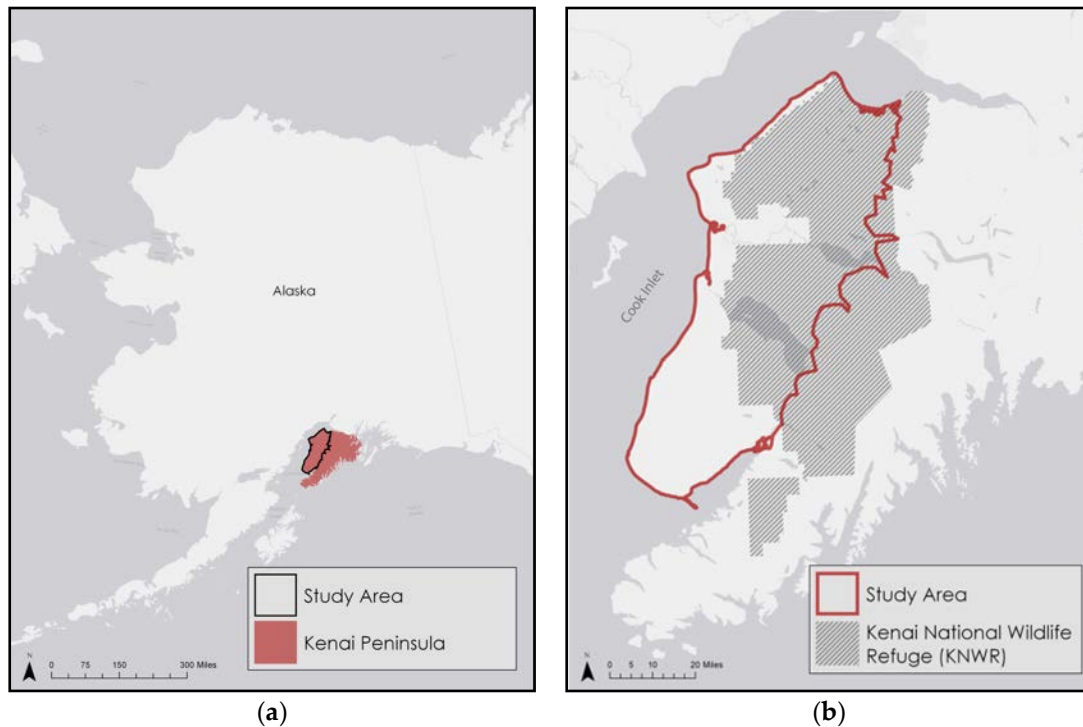 Alaska
Study Area
Kenai Peninsula
N
0 75 150 300 Miles
(a)
Cook Inlet
Study Area
Kenai National Wildlife
Refuge (KNWR)
N
0 5 10 20 Miles
(b)